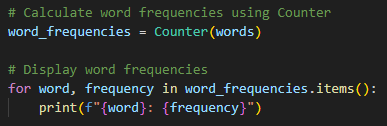 # Calculate word frequencies using Counter
word_frequencies = Counter(words)
# Display word frequencies
for word, frequency in word_frequencies.items():
    print(f"{word}: {frequency}")